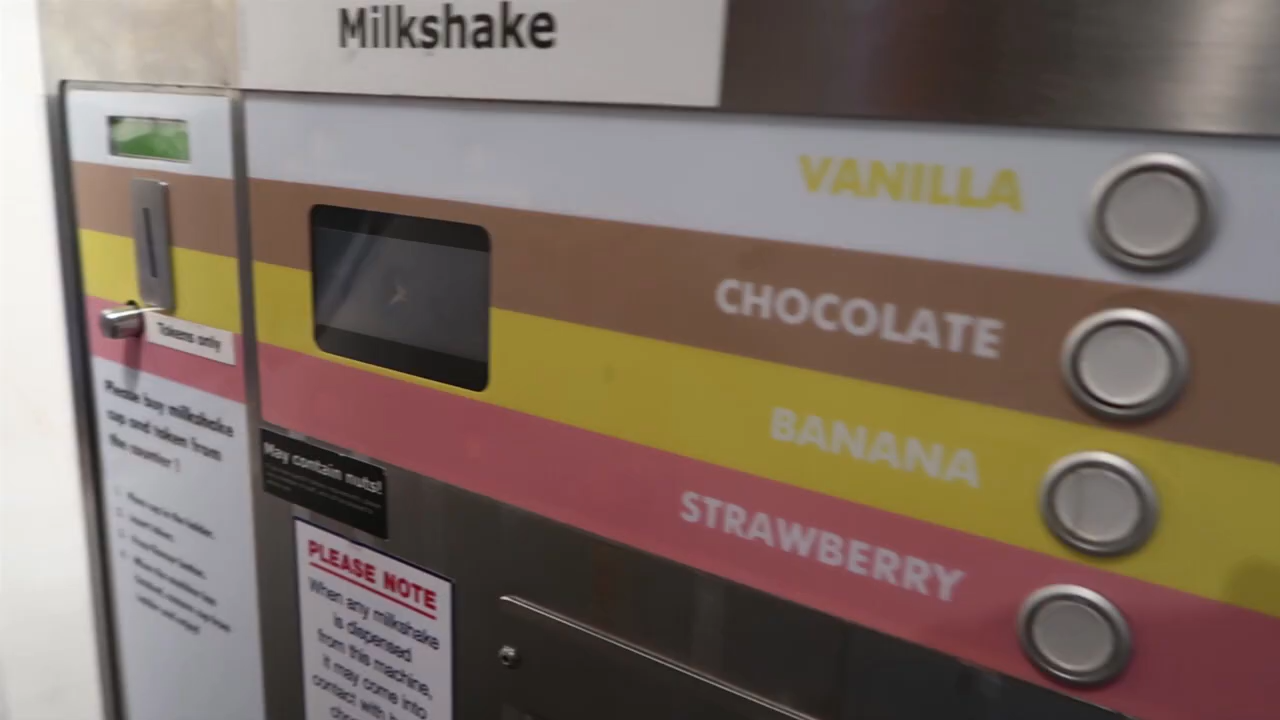 Milkshake
VANILLA
CHOCOLATE
BANANA
STRAWBERRY
Tokens only
Please buy milkshake
cup and token from
the counter !
May contain nuts!
PLEASE NOTE
When any milkshake
is dispensed
from this machine,
it may come into
contact with